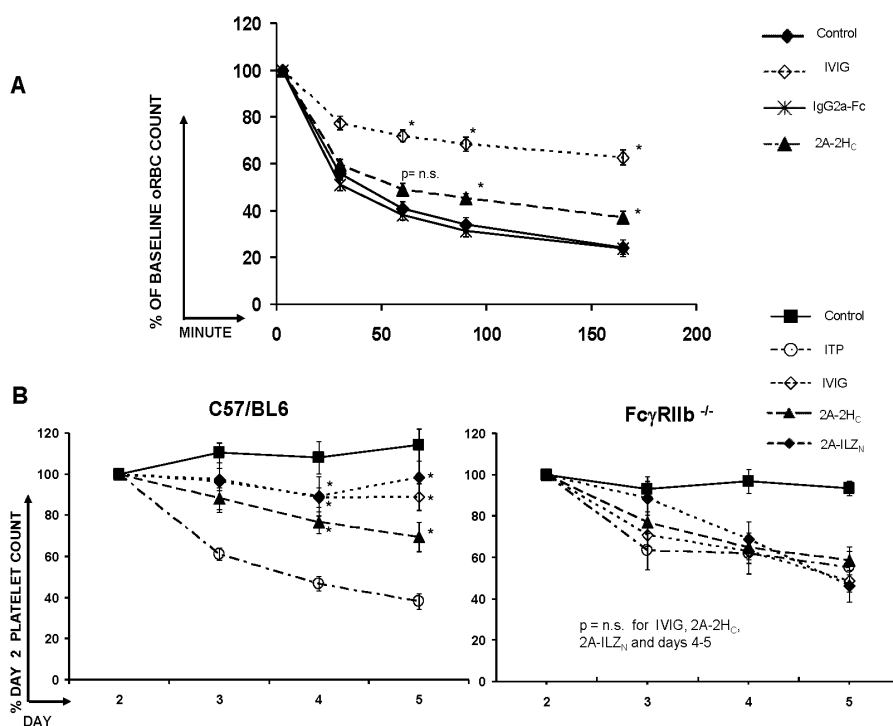 A
% OF BASELINE oRBC COUNT
120
100
80
60
40
20
0
0 50 100 150 200
MINUTE
* * *
p= n.s. * *
Control
IVIG
IgG2a-Fc
2A-2Hc
B
C57/BL6
% DAY 2 PLATELET COUNT
120
100
80
60
40
20
0
2 3 4 5
DAY
* *
* *
* *
FcγRIIb -/-
120
100
80
60
40
20
0
2 3 4 5
p = n.s. for IVIG, 2A-2Hc,
2A-ILZN and days 4-5
Control
ITP
IVIG
2A-2Hc
2A-ILZN